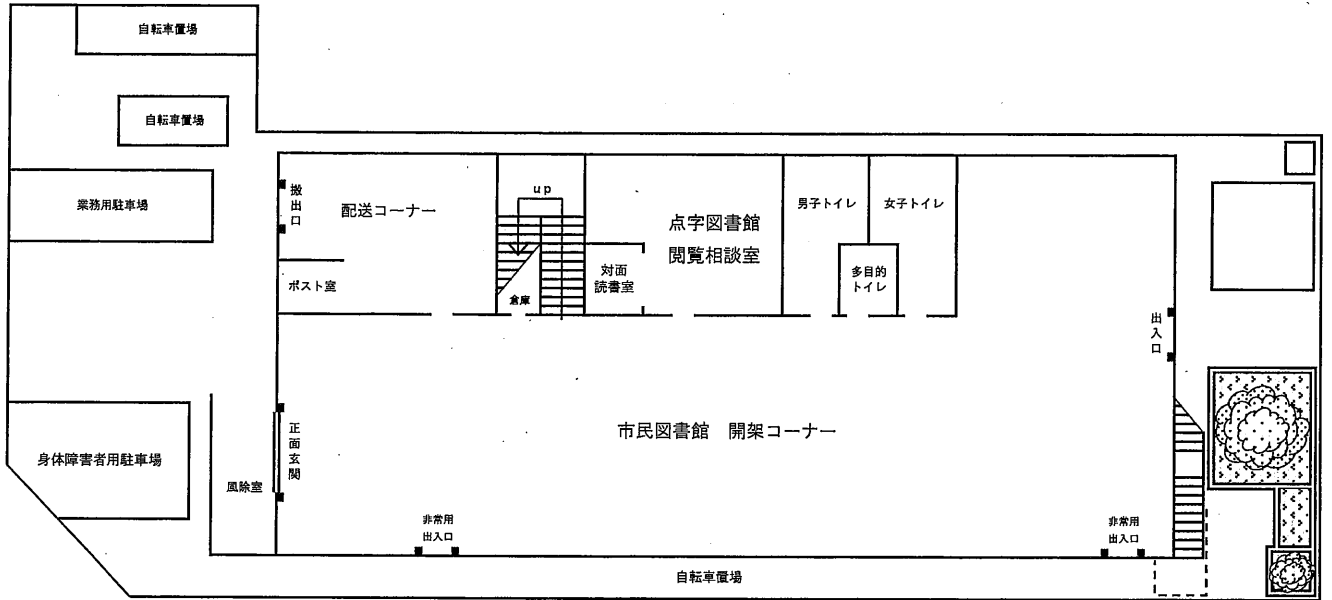 自転車置場
自転車置場
業務用駐車場
搬出口
配送コーナー
ポスト室
up
倉庫
対面
読書室
点字図書館
閲覧相談室
男子トイレ
女子トイレ
多目的
トイレ
出入口
市民図書館 開架コーナー
正面玄関
風除室
身体障害者用駐車場
非常用
出入口
非常用
出入口
自転車置場